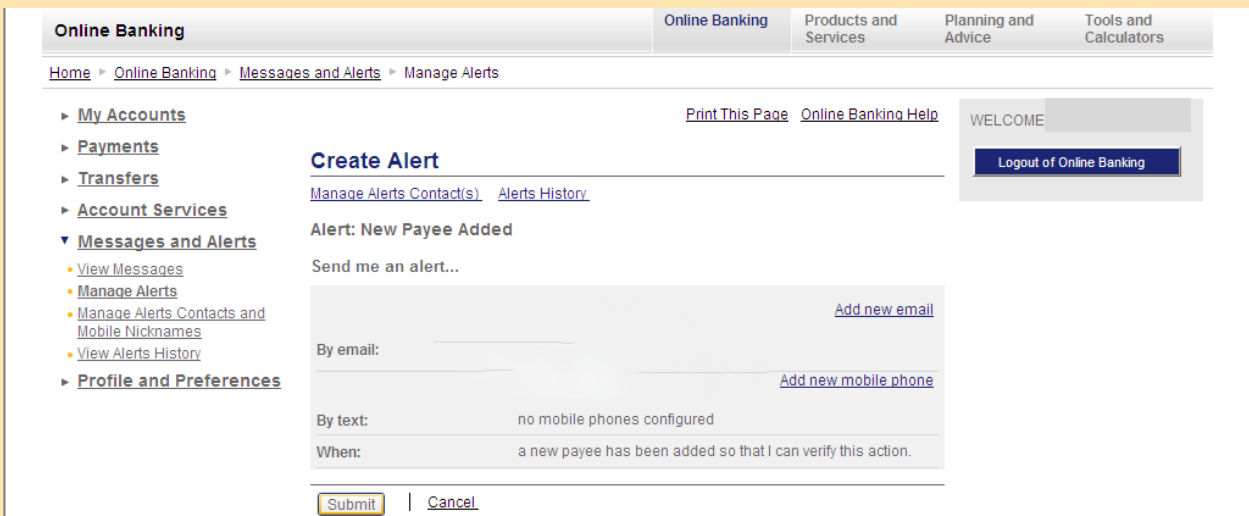 Online Banking
Online Banking
Products and
Services
Planning and
Advice
Tools and
Calculators
Home ► Online Banking ► Messages and Alerts ► Manage Alerts
► My Accounts
► Payments
► Transfers
► Account Services
▼ Messages and Alerts
• View Messages
• Manage Alerts
• Manage Alerts Contacts and
Mobile Nicknames
• View Alerts History
► Profile and Preferences
Print This Page Online Banking Help
Create Alert
Manage Alerts Contact(s) Alerts History
Alert: New Payee Added
Send me an alert...
Add new email
By email:
Add new mobile phone
By text: no mobile phones configured
When: a new payee has been added so that I can verify this action.
Submit | Cancel
WELCOME
Logout of Online Banking